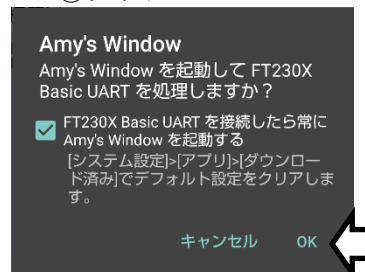 Amy's Window
Amy's Window を起動して FT230X
Basic UART を処理しますか？
FT230X Basic UART を接続したら常に
Amy's Window を起動する
[システム設定]>[アプリ]>[ダウンロー
ド済み]でデフォルト設定をクリアしま
す。
キャンセル OK